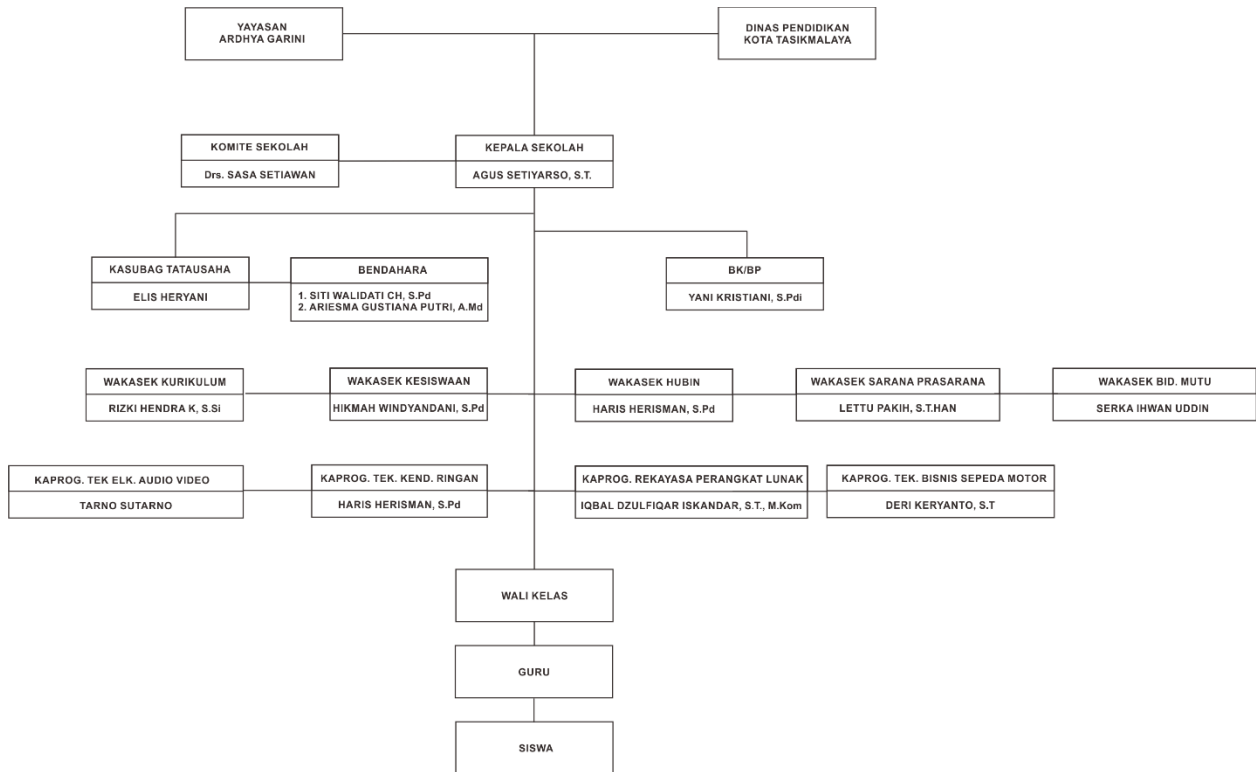 YAYASAN
ARDHYA GARINI
DINAS PENDIDIKAN
KOTA TASIKMALAYA
KOMITE SEKOLAH
Drs. SASA SETIAWAN
KEPALA SEKOLAH
AGUS SETIYARSO, S.T.
KASUBAG TATAUSAHA
ELIS HERYANI
BENDAHARA
1. SITI WALIDATI CH, S.Pd
2. ARIESMA GUSTIANA PUTRI, A.Md
BK/BP
YANI KRISTIANI, S.Pdi
WAKASEK KURIKULUM
RIZKI HENDRA K, S.Si
WAKASEK KESISWAAN
HIKMAH WINDYANDANI, S.Pd
WAKASEK HUBIN
HARIS HERISMAN, S.Pd
WAKASEK SARANA PRASARANA
LETTU PAKIH, S.T.HAN
WAKASEK BID. MUTU
SERKA IHWAN UDDIN
KAPROG. TEK ELK. AUDIO VIDEO
TARNO SUTARNO
KAPROG. TEK. KEND. RINGAN
HARIS HERISMAN, S.Pd
KAPROG. REKAYASA PERANGKAT LUNAK
IQBAL DZULFIQAR ISKANDAR, S.T., M.Kom
KAPROG. TEK. BISNIS SEPEDA MOTOR
DERI KERYANTO, S.T
WALI KELAS
GURU
SISWA